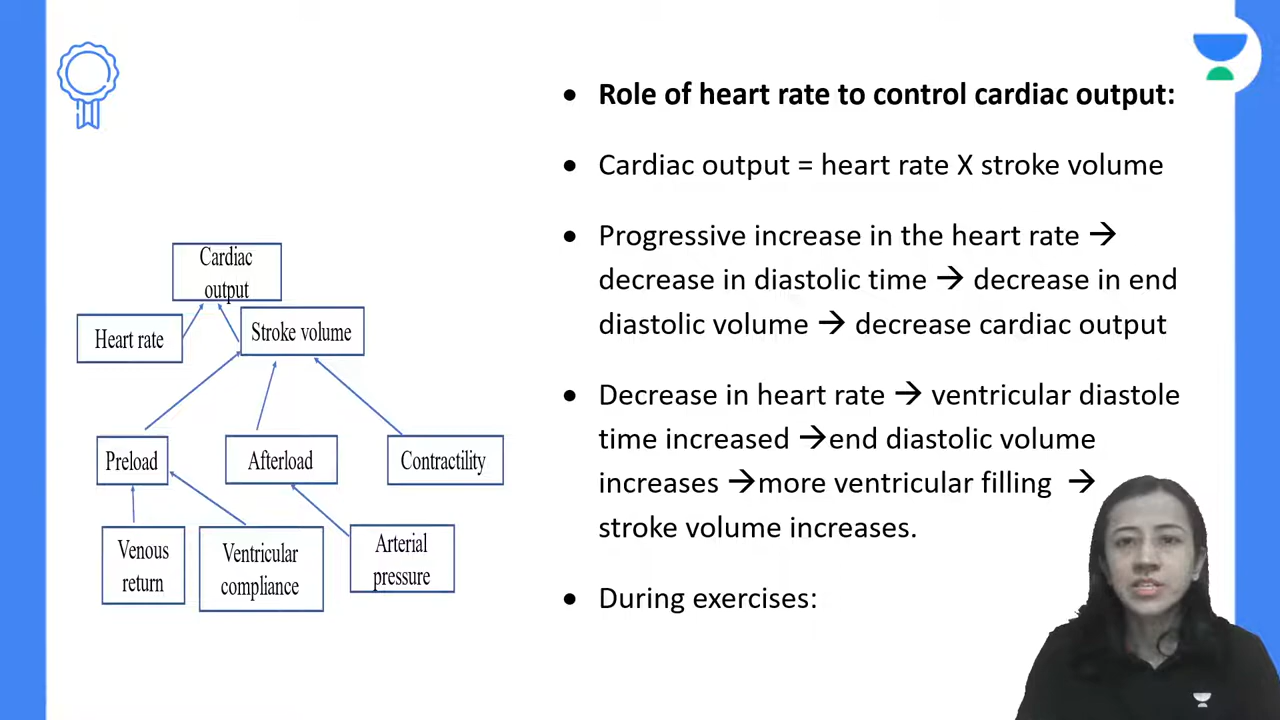 • Role of heart rate to control cardiac output:
• Cardiac output = heart rate X stroke volume
• Progressive increase in the heart rate →
decrease in diastolic time → decrease in end
diastolic volume → decrease cardiac output
• Decrease in heart rate → ventricular diastole
time increased →end diastolic volume
increases →more ventricular filling →
stroke volume increases.
• During exercises:
Cardiac
output
Heart rate
Stroke volume
Preload
Afterload
Contractility
Venous
return
Ventricular
compliance
Arterial
pressure